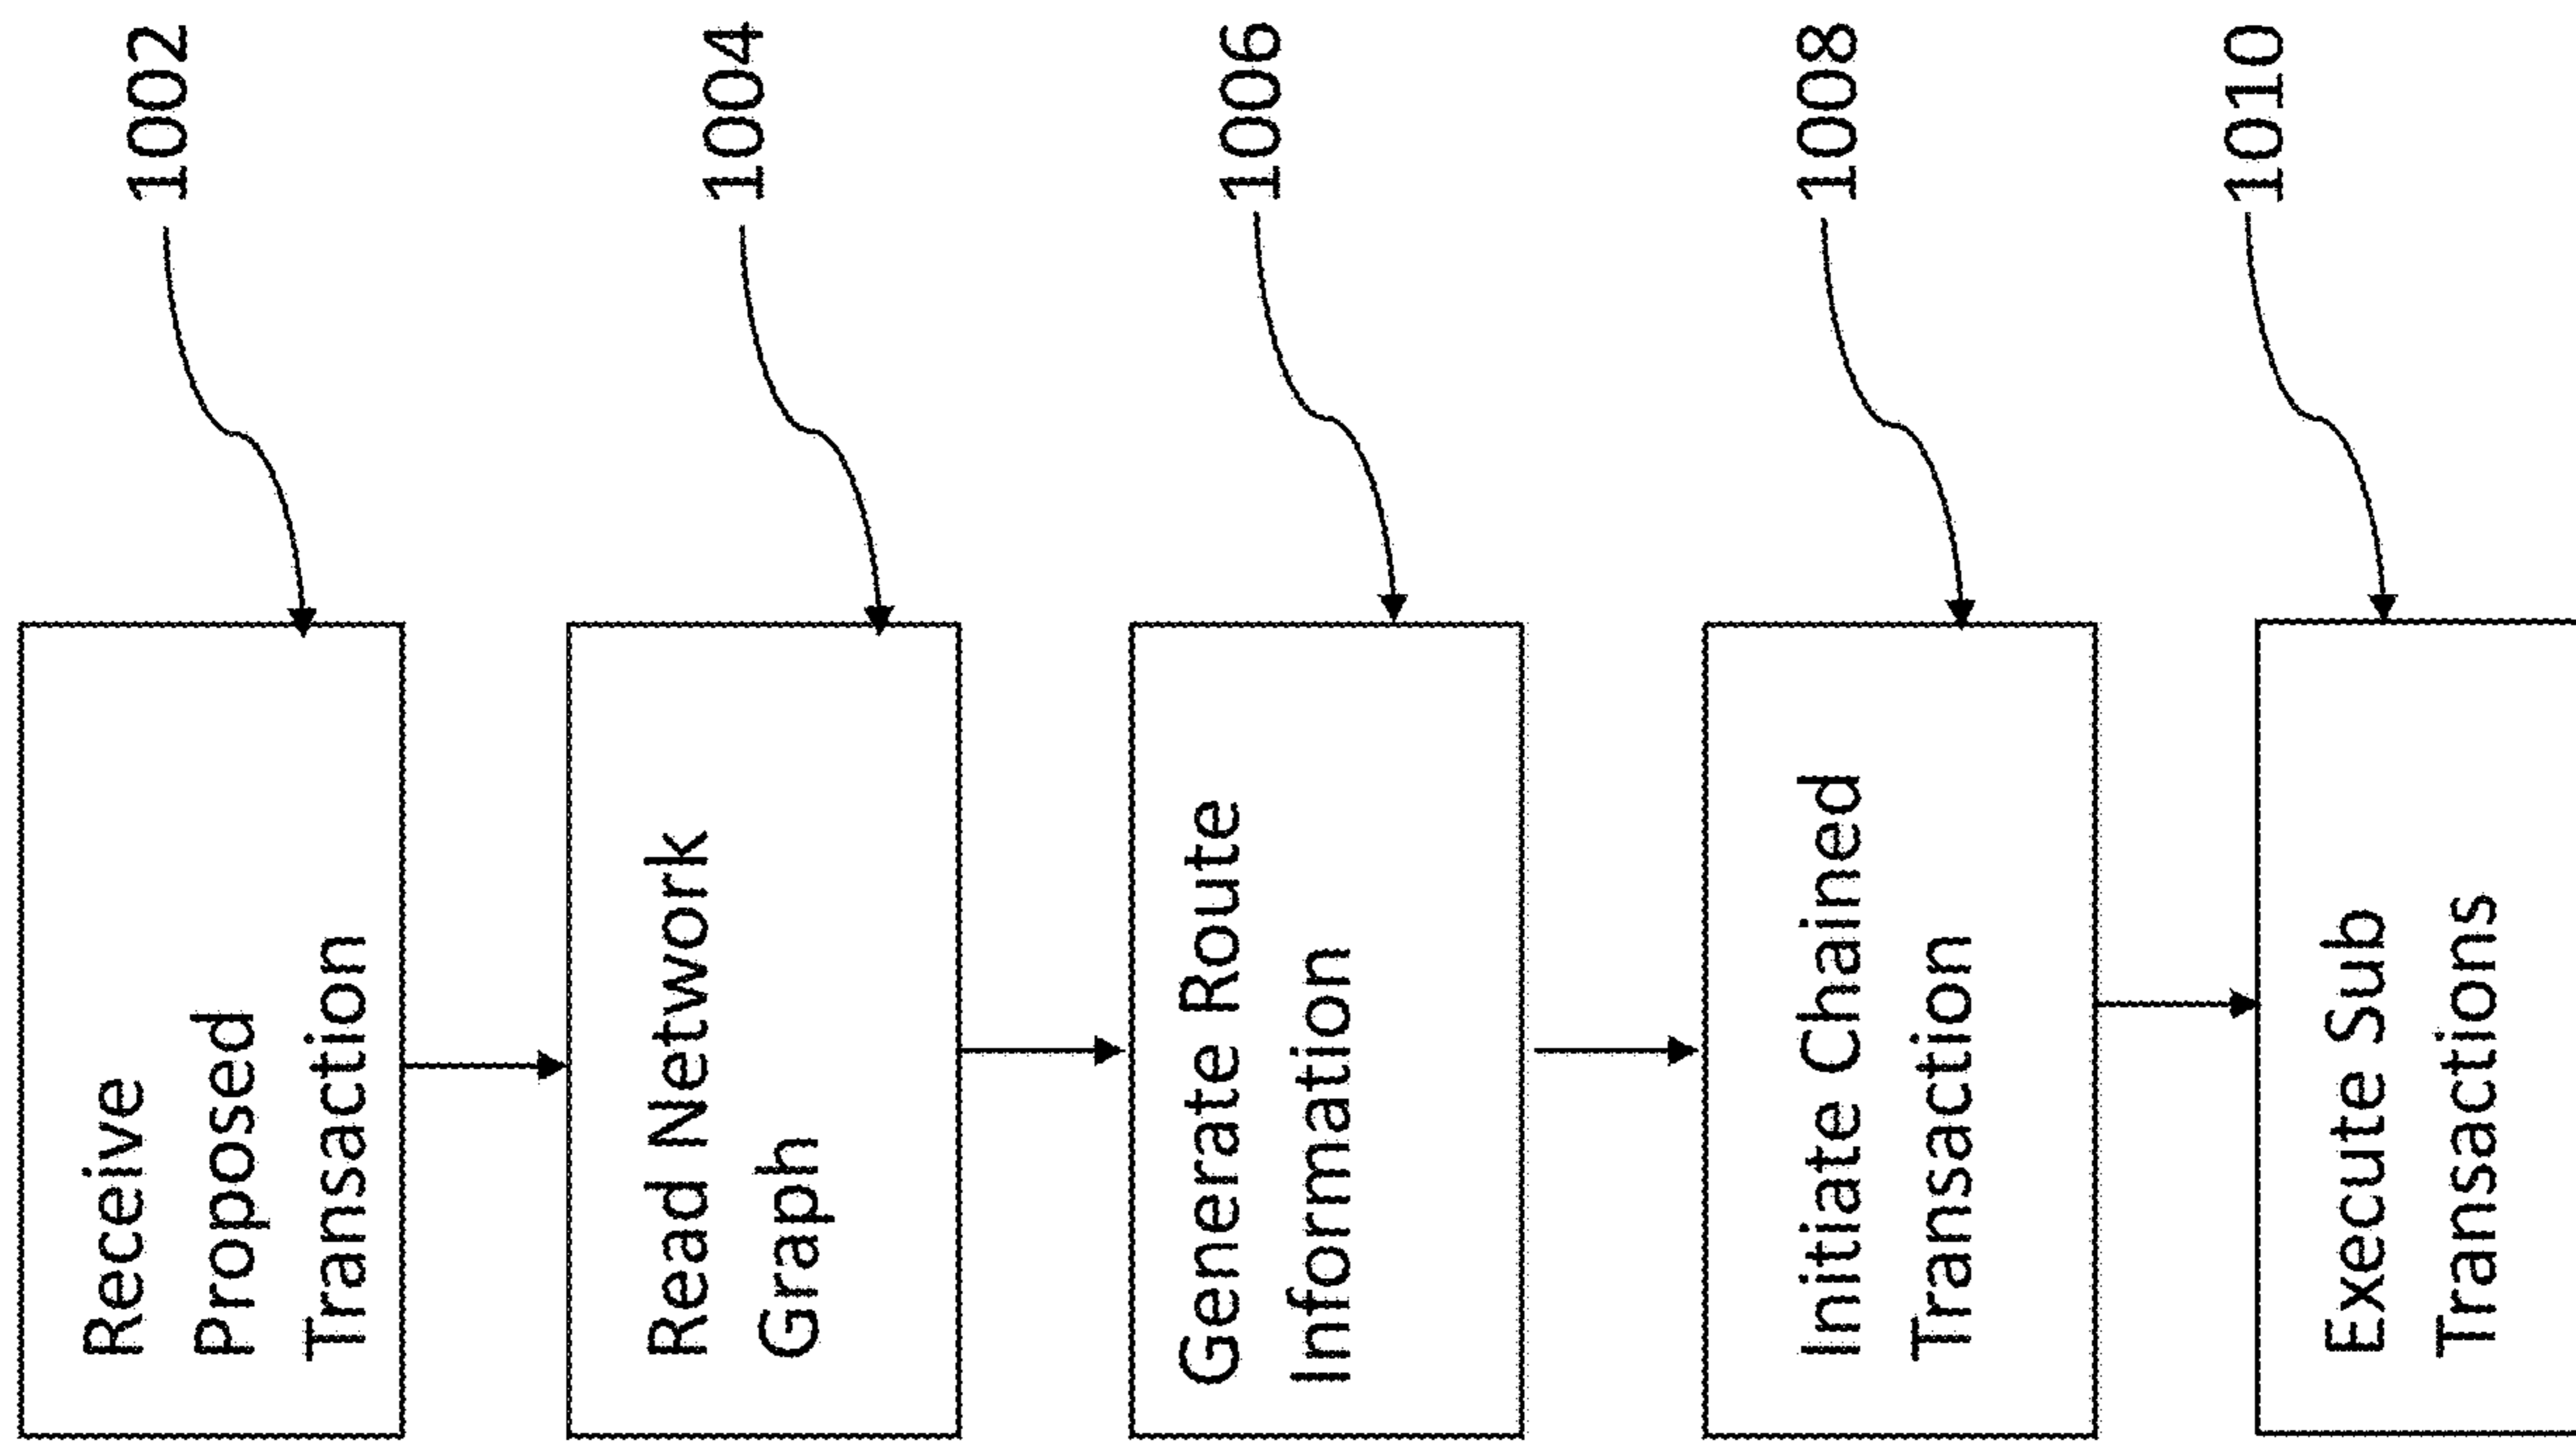 Receive
Proposed
Transaction
1002
Read Network
Graph
1004
Generate Route
Information
1006
Initiate Chained
Transaction
1008
Execute Sub
Transactions
1010